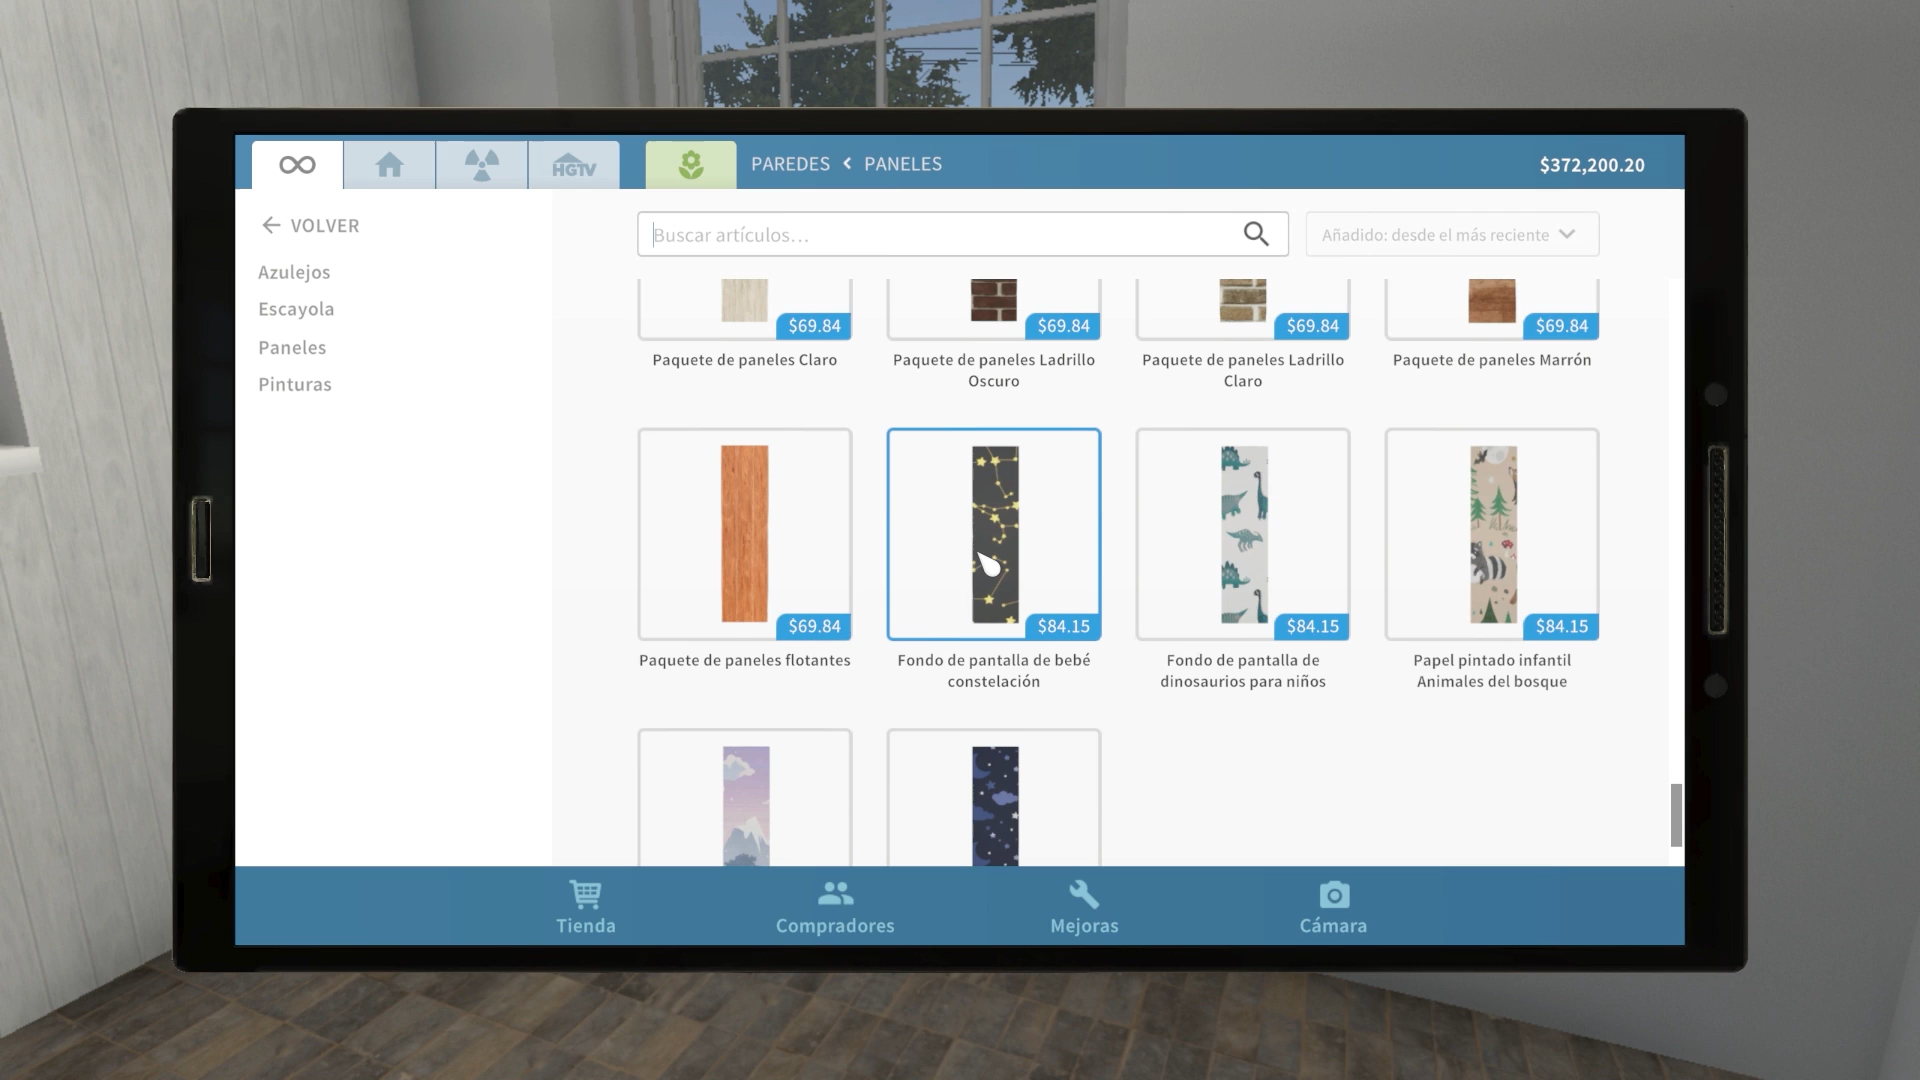 HGTV
PAREDES < PANELES
$372,200.20
VOLVER
Buscar artículos...
Añadido: desde el más reciente
Azulejos
Escayola
Paneles
Pinturas
$69.84
$69.84
$69.84
$69.84
Paquete de paneles Claro
Paquete de paneles Ladrillo
Oscuro
Paquete de paneles Ladrillo
Claro
Paquete de paneles Marrón
$69.84
$84.15
$84.15
$84.15
Paquete de paneles flotantes
Fondo de pantalla de bebé
constelación
Fondo de pantalla de
dinosaurios para niños
Papel pintado infantil
Animales del bosque
Tienda
Compradores
Mejoras
Cámara